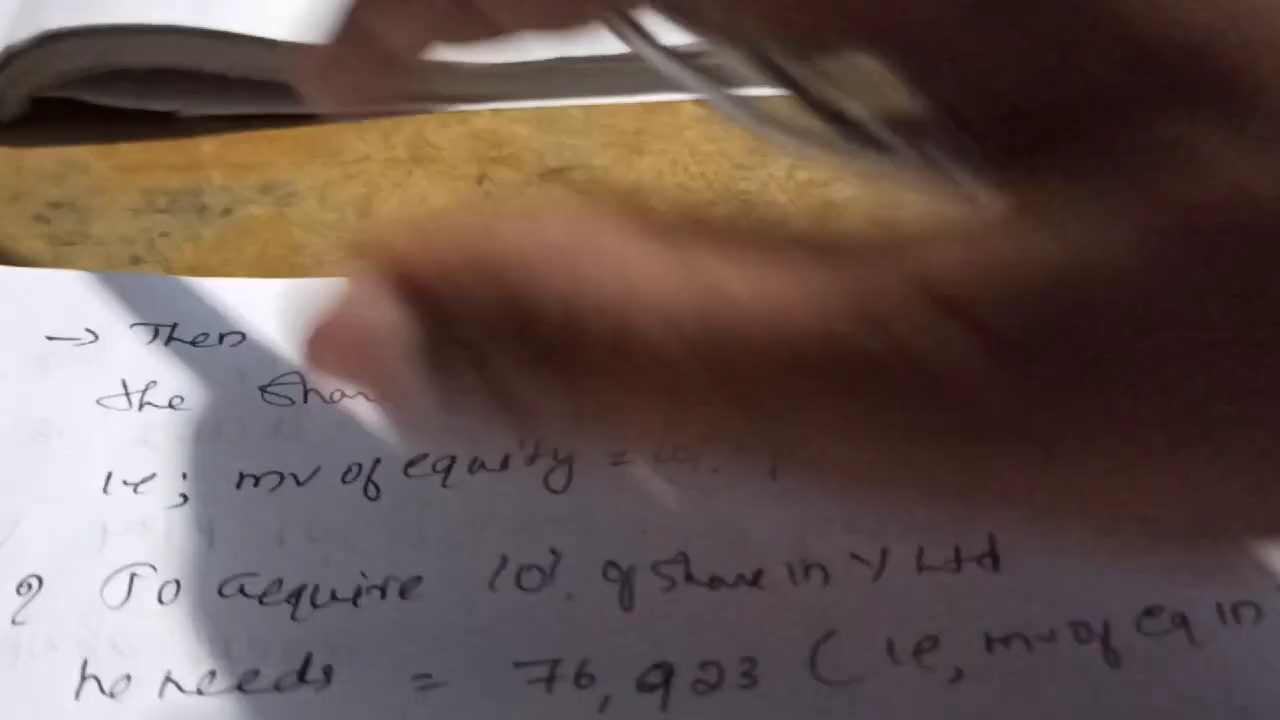 → Then
the
ie; mv of equity =
2 To acquire 10% of Share in Y Ltd
he needs = 76,923 ( ie, mv of eq in